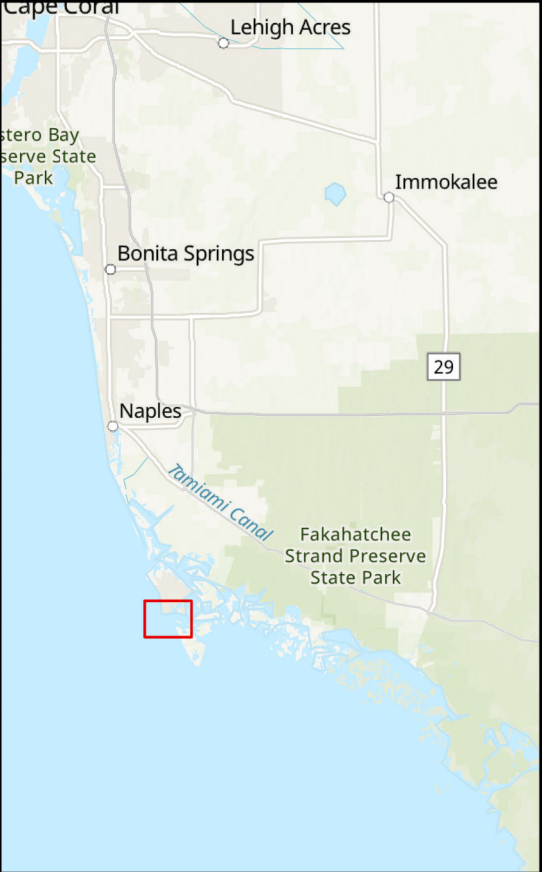 Cape Coral
Lehigh Acres
stero Bay
serve State
Park
Immokalee
Bonita Springs
29
Naples
Tamiami Canal
Fakahatchee
Strand Preserve
State Park